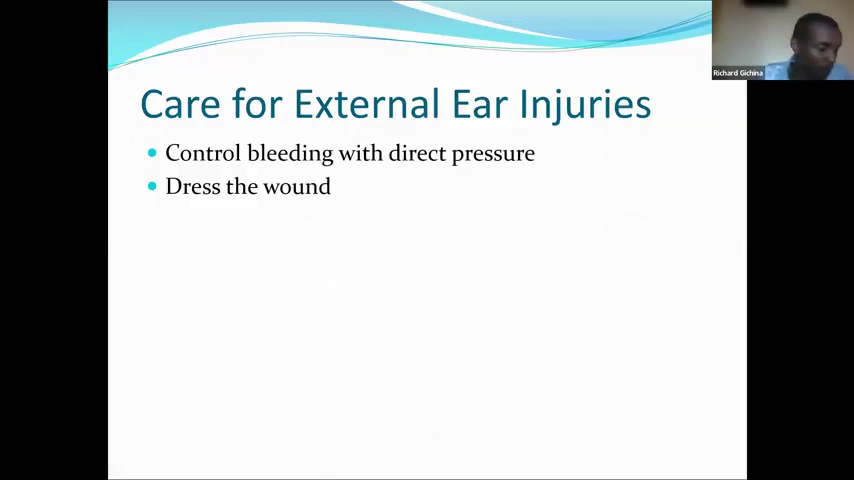 Richard Gichina
Care for External Ear Injuries
Control bleeding with direct pressure
Dress the wound